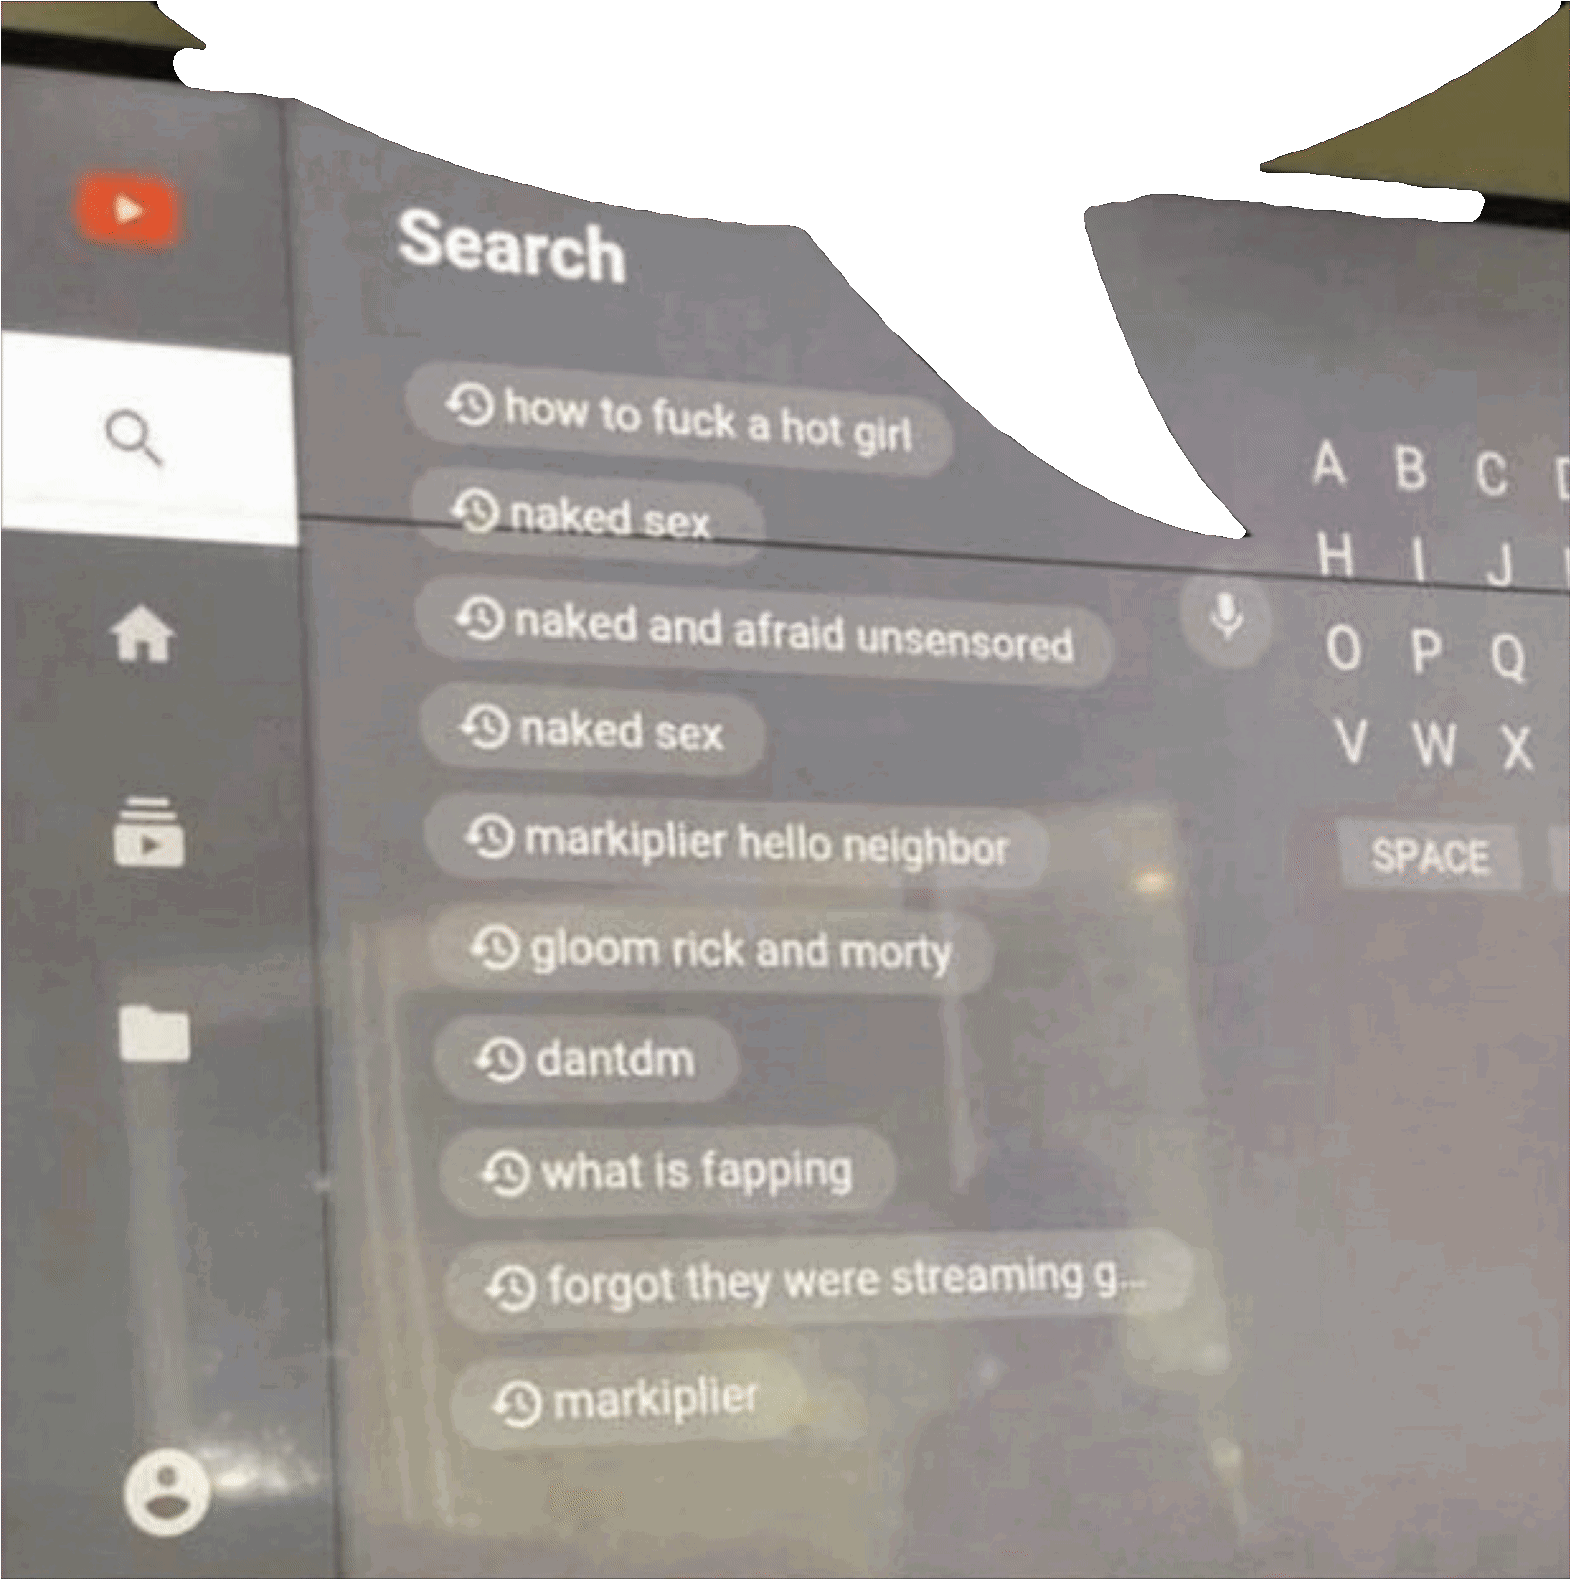 Search
how to fuck a hot girl
naked sex
naked and afraid unsensored
naked sex
markiplier hello neighbor
gloom rick and morty
dantdm
what is fapping
forgot they were streaming g...
markiplier
A B C
H I J
O P Q
V W X
SPACE